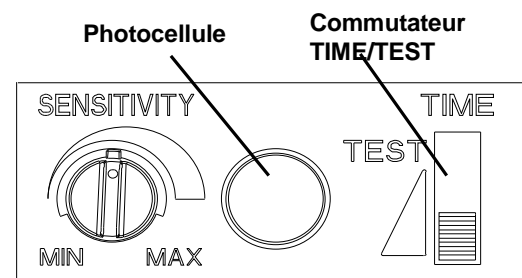 Photocellule
Commutateur
TIME/TEST
SENSITIVITY
TIME
TEST
MIN MAX